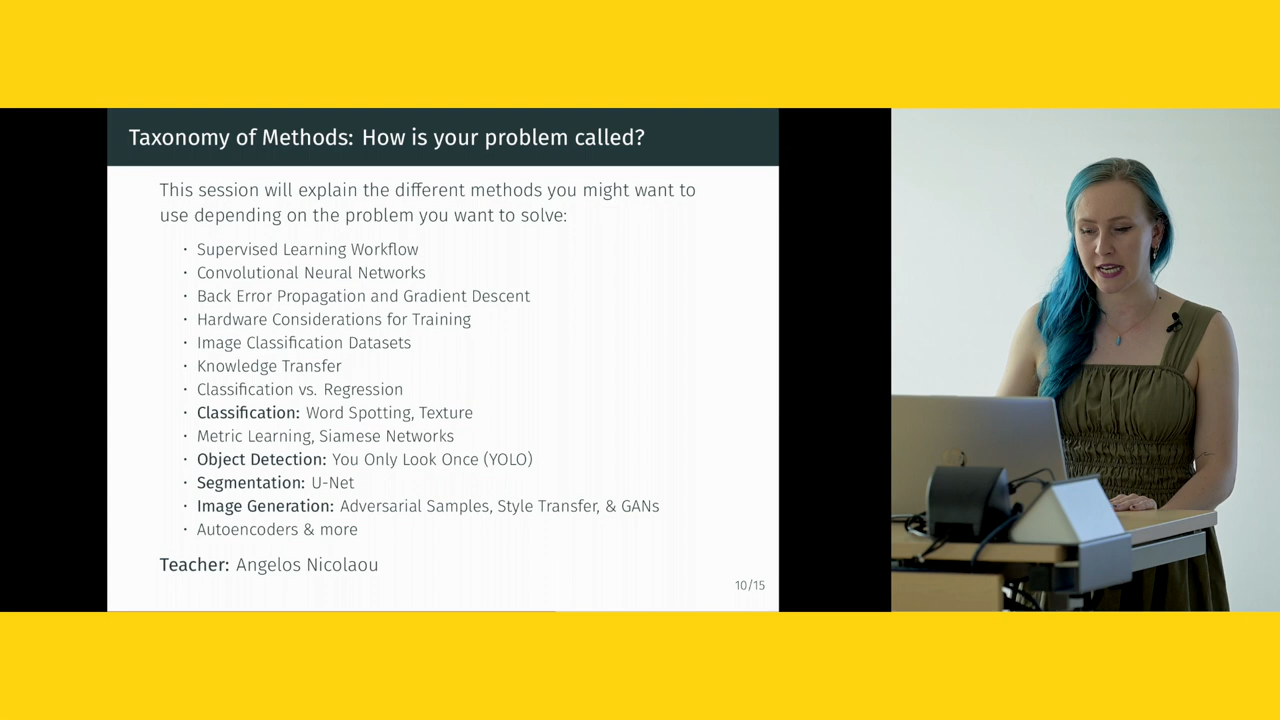 Taxonomy of Methods: How is your problem called?
This session will explain the different methods you might want to
use depending on the problem you want to solve:
· Supervised Learning Workflow
· Convolutional Neural Networks
· Back Error Propagation and Gradient Descent
· Hardware Considerations for Training
· Image Classification Datasets
· Knowledge Transfer
· Classification vs. Regression
· Classification: Word Spotting, Texture
· Metric Learning, Siamese Networks
· Object Detection: You Only Look Once (YOLO)
· Segmentation: U-Net
· Image Generation: Adversarial Samples, Style Transfer, & GANs
· Autoencoders & more
Teacher: Angelos Nicolaou
10/15